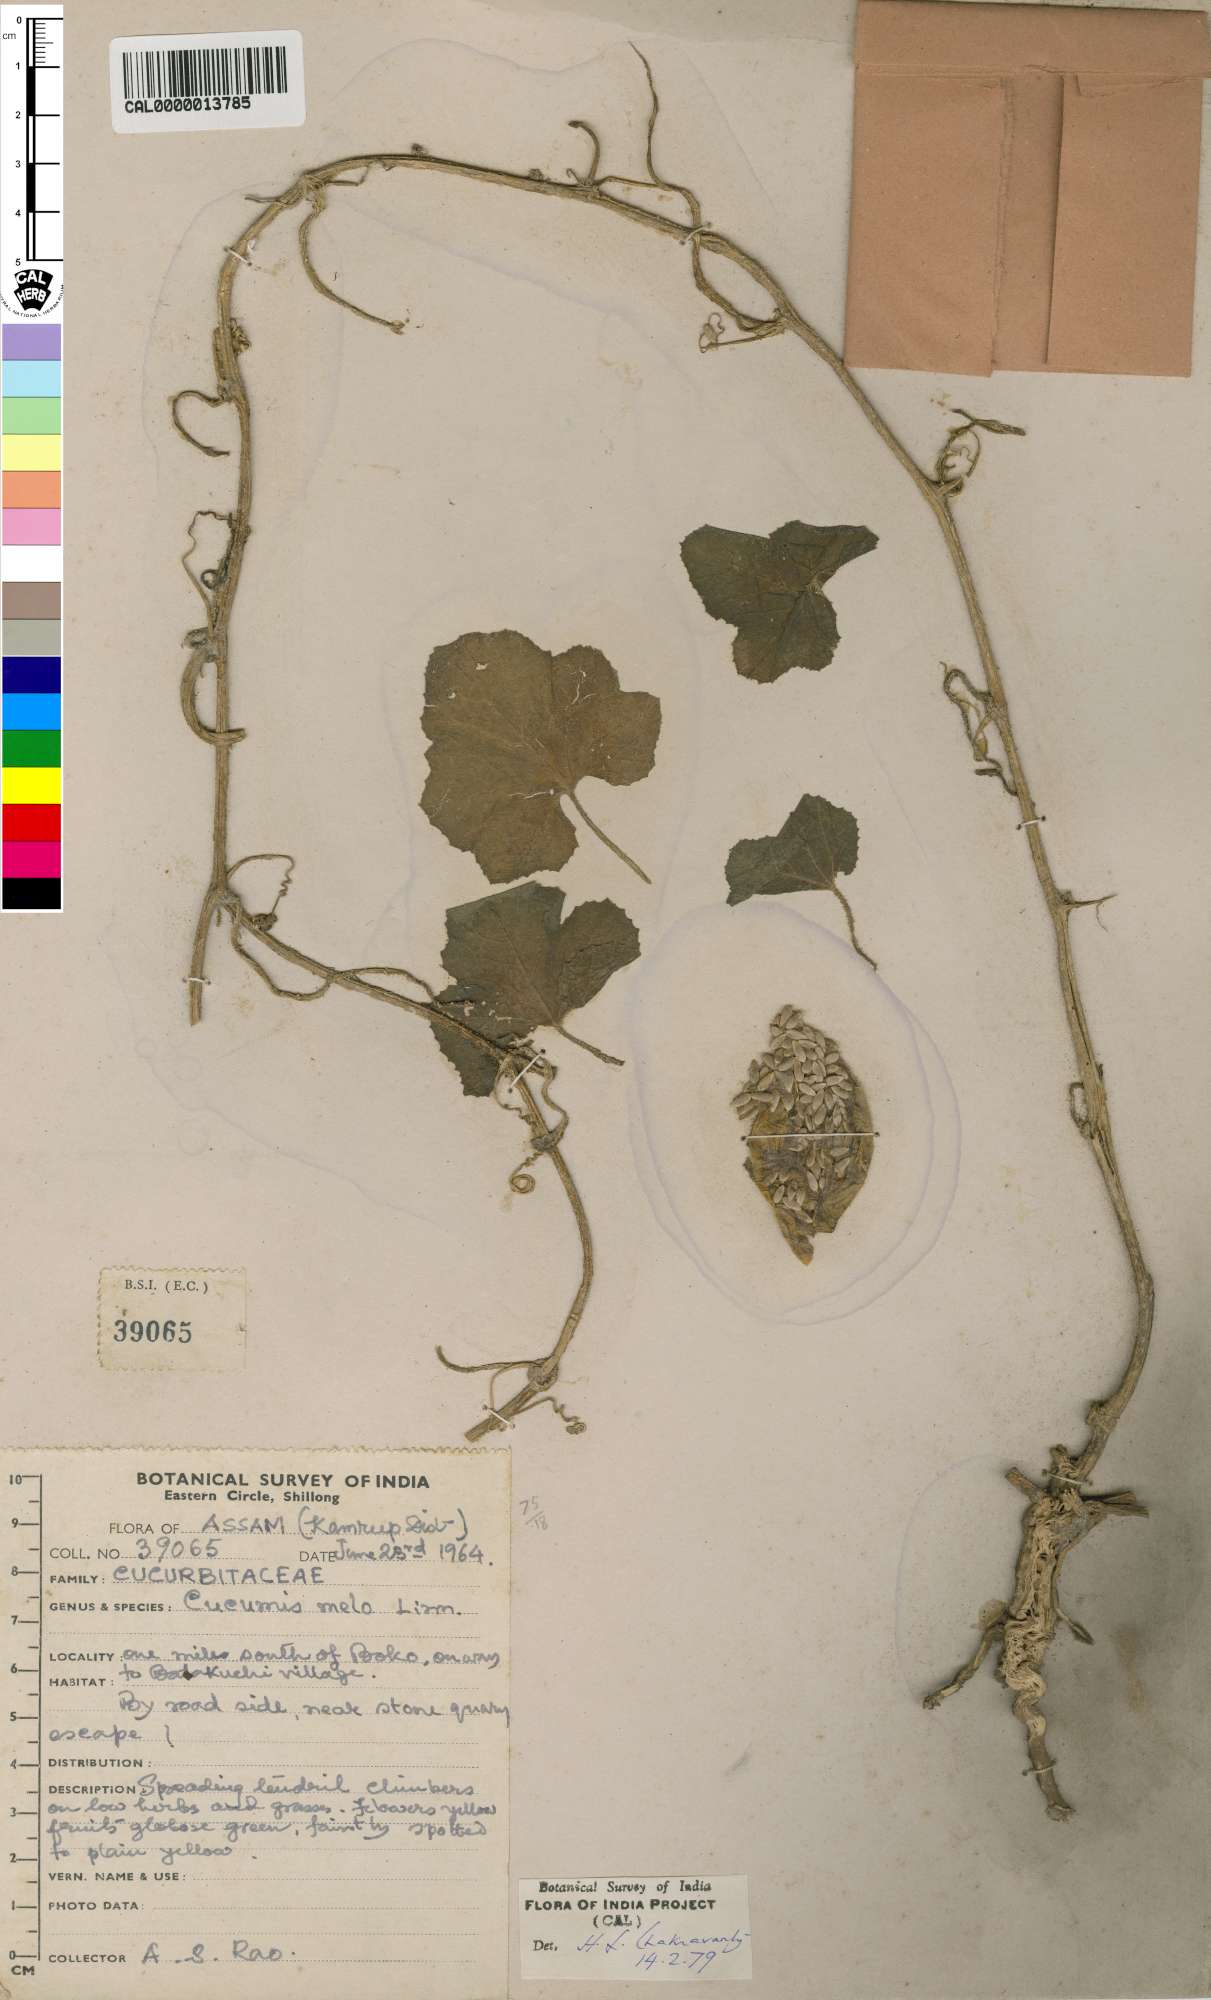 0
cm
1
2
3
4
5
CAL
HERB
CENTRAL NATIONAL HERBARIUM
CAL0000013785
B.S.I. (E.C.)
39065
BOTANICAL SURVEY OF INDIA
Eastern Circle, Shillong
FLORA OF ASSAM (Kamrup Dist)
COLL. NO 39065 DATE June 23rd 1964.
FAMILY: CUCURBITACEAE
GENUS & SPECIES: Cucumis melo Linn.
LOCALITY one miles south of Boko, on way
HABITAT: to Bakuchi village.
By road side, near stone quary
escape !
DISTRIBUTION:
DESCRIPTION: Spreading tendril climbers
on low herbs and grasses. Flowers yellow
fruits globose green, faintly spotted
to plain yellow.
VERN. NAME & USE:
PHOTO DATA:
COLLECTOR A. S. Rao.
10
9
8
7
6
5
4
3
2
1
0
CM
75/18
Botanical Survey of India
FLORA OF INDIA PROJECT
(CAL)
Det. H. L. Chakravarty
14.2.79